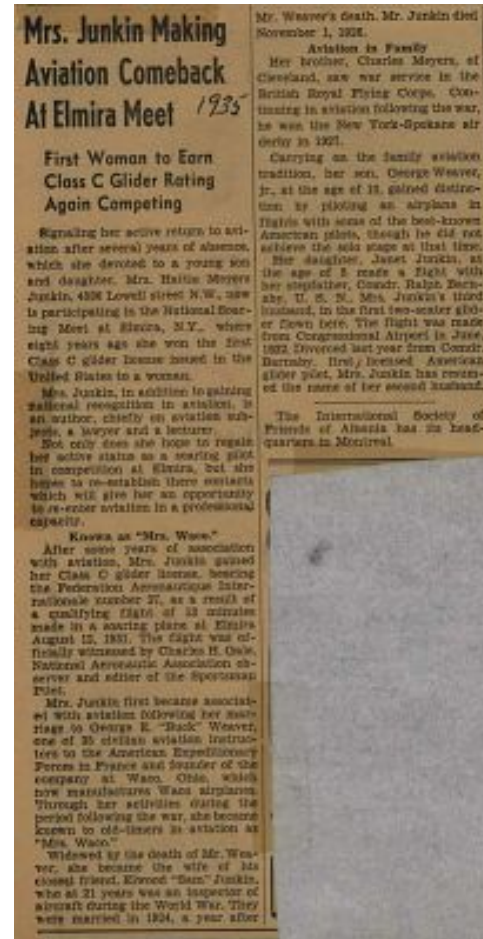 Mrs. Junkin Making
Aviation Comeback
At Elmira Meet
1935
First Woman to Earn
Class C Glider Rating
Again Competing
Signaling her active return to avi-
ation after several years of absence,
which she devoted to a young son
and daughter, Mrs. Hattie Meyers
Junkin, Lowell street N.W., now
is participating in the National Soar-
ing Meet at Elmira, N.Y., where
eight years ago she won the first
Class C glider license issued in the
United States to a woman.
Mrs. Junkin, in addition to gaining
national recognition in aviation, is
an author, chiefly on aviation sub-
jects, a lawyer and a lecturer.
Not only does she hope to regain
her active status as a soaring pilot
in competition at Elmira, but she
hopes to re-establish there contacts
which will give her an opportunity
to re-enter aviation in a professional
capacity.
Known as "Mrs. Waco."
After some years of association
with aviation, Mrs. Junkin gained
her Class C glider license, bearing
the Federation Aeronautique Inter-
nationale number 37, as a result of
a qualifying flight of 13 minutes
made in a soaring plane at Elmira
August 12, 1931. The flight was of-
ficially witnessed by Charles H. Gale,
National Aeronautic Association ob-
server and editor of the Sportsman
Pilot.
Mrs. Junkin first became associat-
ed with aviation following her mar-
riage to George E. "Buck" Weaver,
one of 25 civilian aviation instruc-
tors to the American Expeditionary
Forces in France and founder of the
company at Waco, Ohio, which
now manufactures Waco airplanes.
Through her activities during the
period following the war, she became
known to old-timers in aviation as
"Mrs. Waco."
Widowed by the death of Mr. Wea-
ver, she became the wife of his
closest friend, Elwood "Sam" Junkin,
who at 21 years was an inspector of
aircraft during the World War. They
were married in 1924, a year after
Mr. Weaver's death. Mr. Junkin died
November 1, 1926.
Aviation in Family
Her brother, Charles Meyers, of
Cleveland, saw war service in the
British Royal Flying Corps. Con-
tinuing in aviation following the war,
he won the New York-Spokane air
derby in 1927.
Carrying on the family aviation
tradition, her son, George Weaver,
jr., at the age of gained distinc-
tion by piloting an airplane in
flights with some of the best-known
American pilots, though he did not
achieve the solo stage at that time.
Her daughter, Janet Junkin, at
the age of 5 made a flight with
her stepfather, Comdr. Ralph Barn-
aby, U. S. N., Mrs. Junkin's third
husband, in the first two-seater glid-
er flown here. The flight was made
from Congressional Airport in June,
1932. Divorced last year from Comdr.
Barnaby, first licensed American
glider pilot, Mrs. Junkin has resum-
ed the name of her second husband.
The International Society of
Friends of Albania has its head-
quarters in Montreal.